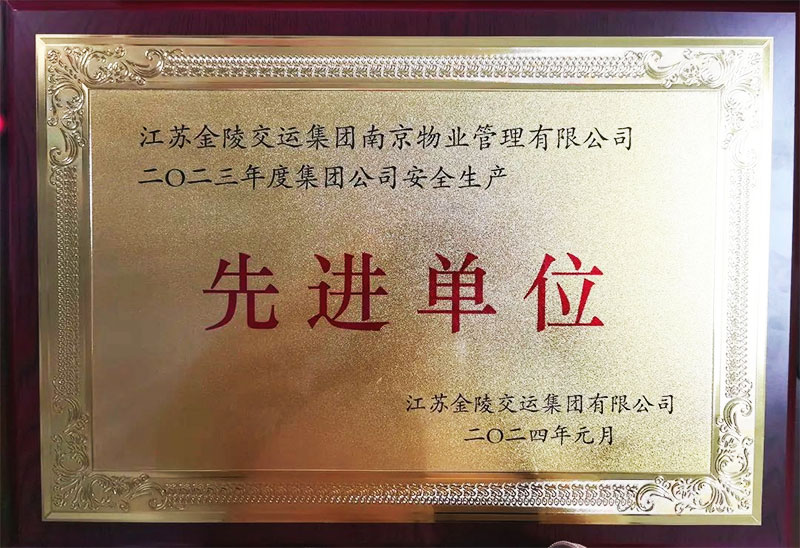 江苏金陵交运集团南京物业管理有限公司
二〇二三年度集团公司安全生产
先进单位
江苏金陵交运集团有限公司
二〇二四年元月